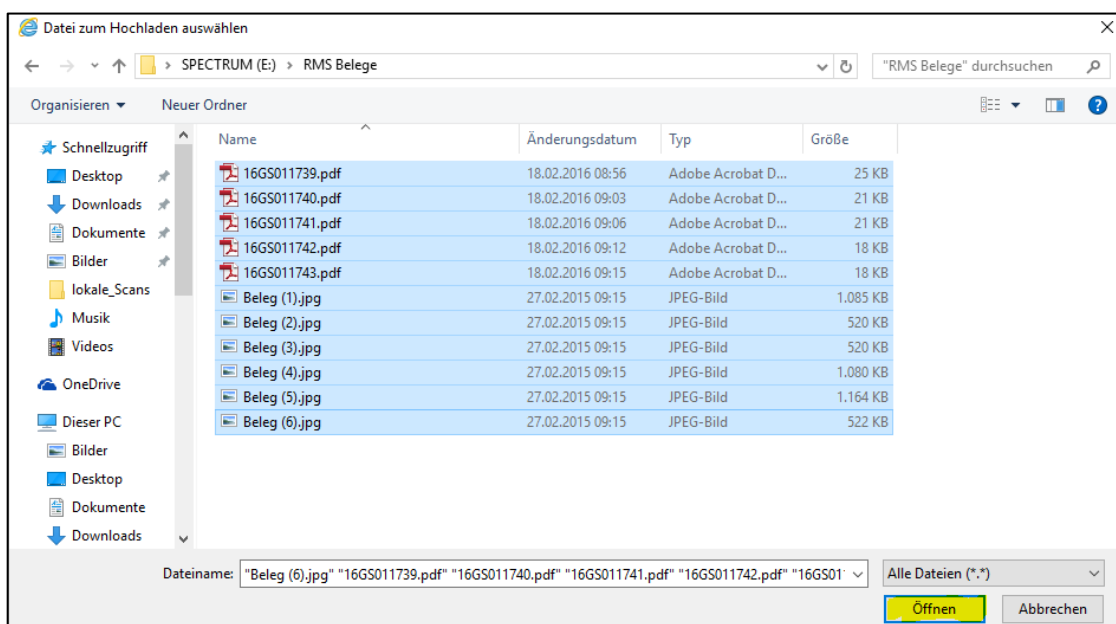 Datei zum Hochladen auswählen
SPECTRUM (E:) > RMS Belege
"RMS Belege" durchsuchen
Organisieren Neuer Ordner
Name Änderungsdatum Typ Größe
Schnellzugriff
Desktop
Downloads
Dokumente
Bilder
lokale_Scans
Musik
Videos
OneDrive
Dieser PC
Bilder
Desktop
Dokumente
Downloads
16GS011739.pdf 18.02.2016 08:56 Adobe Acrobat D... 25 KB
16GS011740.pdf 18.02.2016 09:03 Adobe Acrobat D... 21 KB
16GS011741.pdf 18.02.2016 09:06 Adobe Acrobat D... 21 KB
16GS011742.pdf 18.02.2016 09:12 Adobe Acrobat D... 18 KB
16GS011743.pdf 18.02.2016 09:15 Adobe Acrobat D... 18 KB
Beleg (1).jpg 27.02.2015 09:15 JPEG-Bild 1.085 KB
Beleg (2).jpg 27.02.2015 09:15 JPEG-Bild 520 KB
Beleg (3).jpg 27.02.2015 09:15 JPEG-Bild 520 KB
Beleg (4).jpg 27.02.2015 09:15 JPEG-Bild 1.080 KB
Beleg (5).jpg 27.02.2015 09:15 JPEG-Bild 1.164 KB
Beleg (6).jpg 27.02.2015 09:15 JPEG-Bild 522 KB
Dateiname: "Beleg (6).jpg" "16GS011739.pdf" "16GS011740.pdf" "16GS011741.pdf" "16GS011742.pdf" "16GS01
Alle Dateien (*.*)
Öffnen Abbrechen